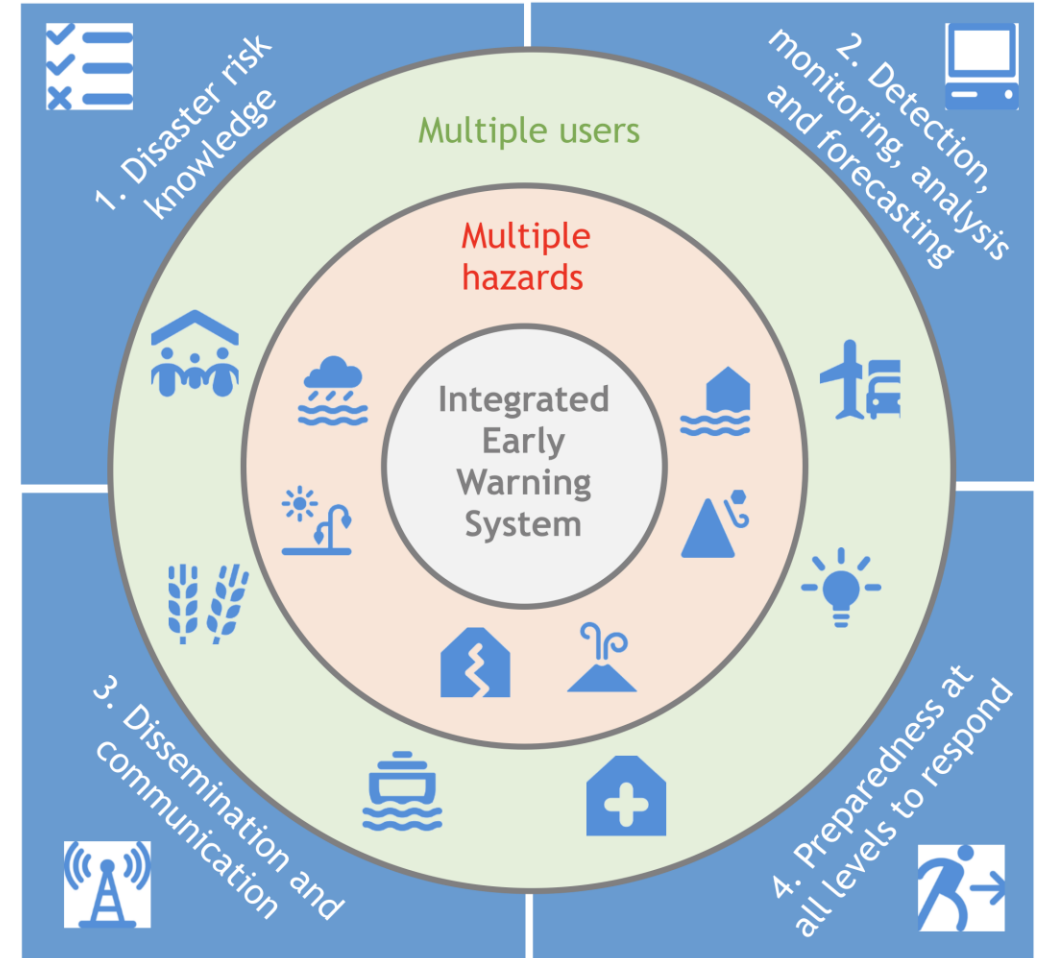 1. Disaster risk
knowledge
2. Detection,
monitoring, analysis
and forecasting
Multiple users
Multiple
hazards
Integrated
Early
Warning
System
3. Dissemination and
communication
4. Preparedness at
all levels to respond